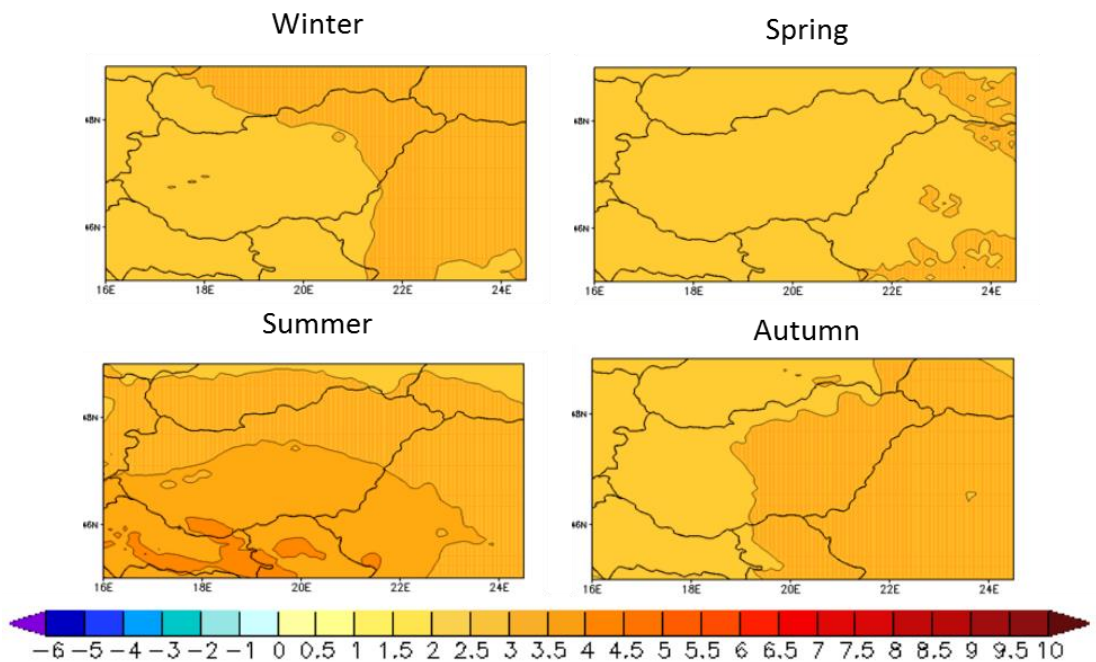 Winter
Spring
48N
46N
16E 18E 20E 22E 24E
48N
46N
16E 18E 20E 22E 24E
Summer
Autumn
48N
46N
16E 18E 20E 22E 24E
48N
46N
16E 18E 20E 22E 24E
−6 −5 −4 −3 −2 −1 0 0.5 1 1.5 2 2.5 3 3.5 4 4.5 5 5.5 6 6.5 7 7.5 8 8.5 9 9.5 10